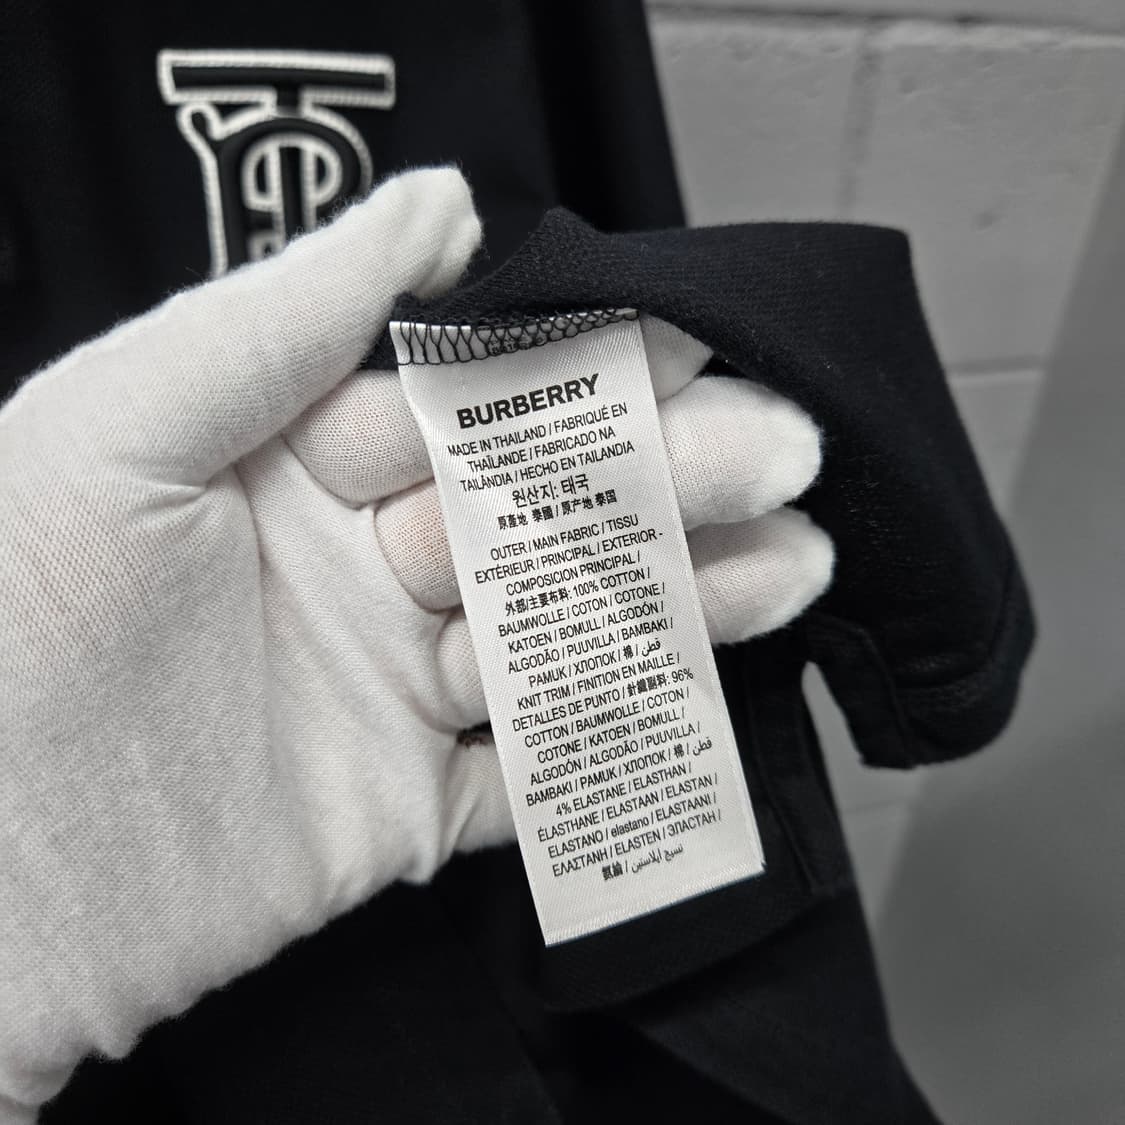 BURBERRY
MADE IN THAILAND / FABRIQUÉ EN
THAÏLANDE / FABRICADO NA
TAILÂNDIA / HECHO EN TAILANDIA
원산지: 태국
原產地 泰國 / 原产地 泰国
OUTER / MAIN FABRIC / TISSU
EXTÉRIEUR / PRINCIPAL / EXTERIOR -
COMPOSICION PRINCIPAL /
外部/主要布料: 100% COTTON /
BAUMWOLLE / COTON / COTONE /
KATOEN / BOMULL / ALGODÓN /
ALGODÃO / PUUVILLA / BAMBAKI /
PAMUK / ХЛОПОК / 棉 / قطن
KNIT TRIM / FINITION EN MAILLE /
DETALLES DE PUNTO / 針織副料: 96%
COTTON / BAUMWOLLE / COTON /
COTONE / KATOEN / BOMULL /
ALGODÓN / ALGODÃO / PUUVILLA /
BAMBAKI / PAMUK / ХЛОПОК / 棉 / قطن
4% ELASTANE / ELASTHAN /
ÉLASTHANE / ELASTAAN / ELASTAN /
ELASTANO / elastano / ELASTAANI /
ΕΛΑΣΤΑΝΗ / ELASTEN / ЭЛАСТАН /
氨綸 / نسيج ايلاستين